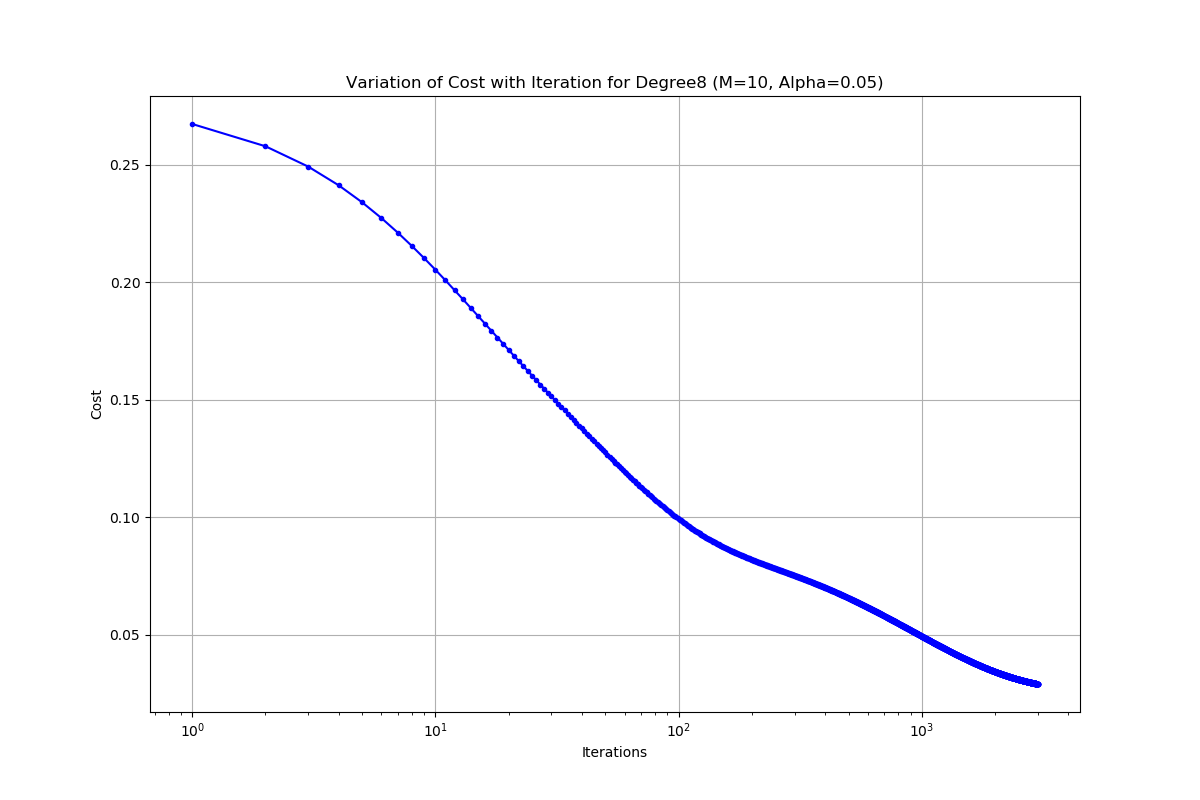 Variation of Cost with Iteration for Degree8 (M=10, Alpha=0.05)
0.25
0.20
0.15
0.10
0.05
Cost
10⁰ 10¹ 10² 10³
Iterations